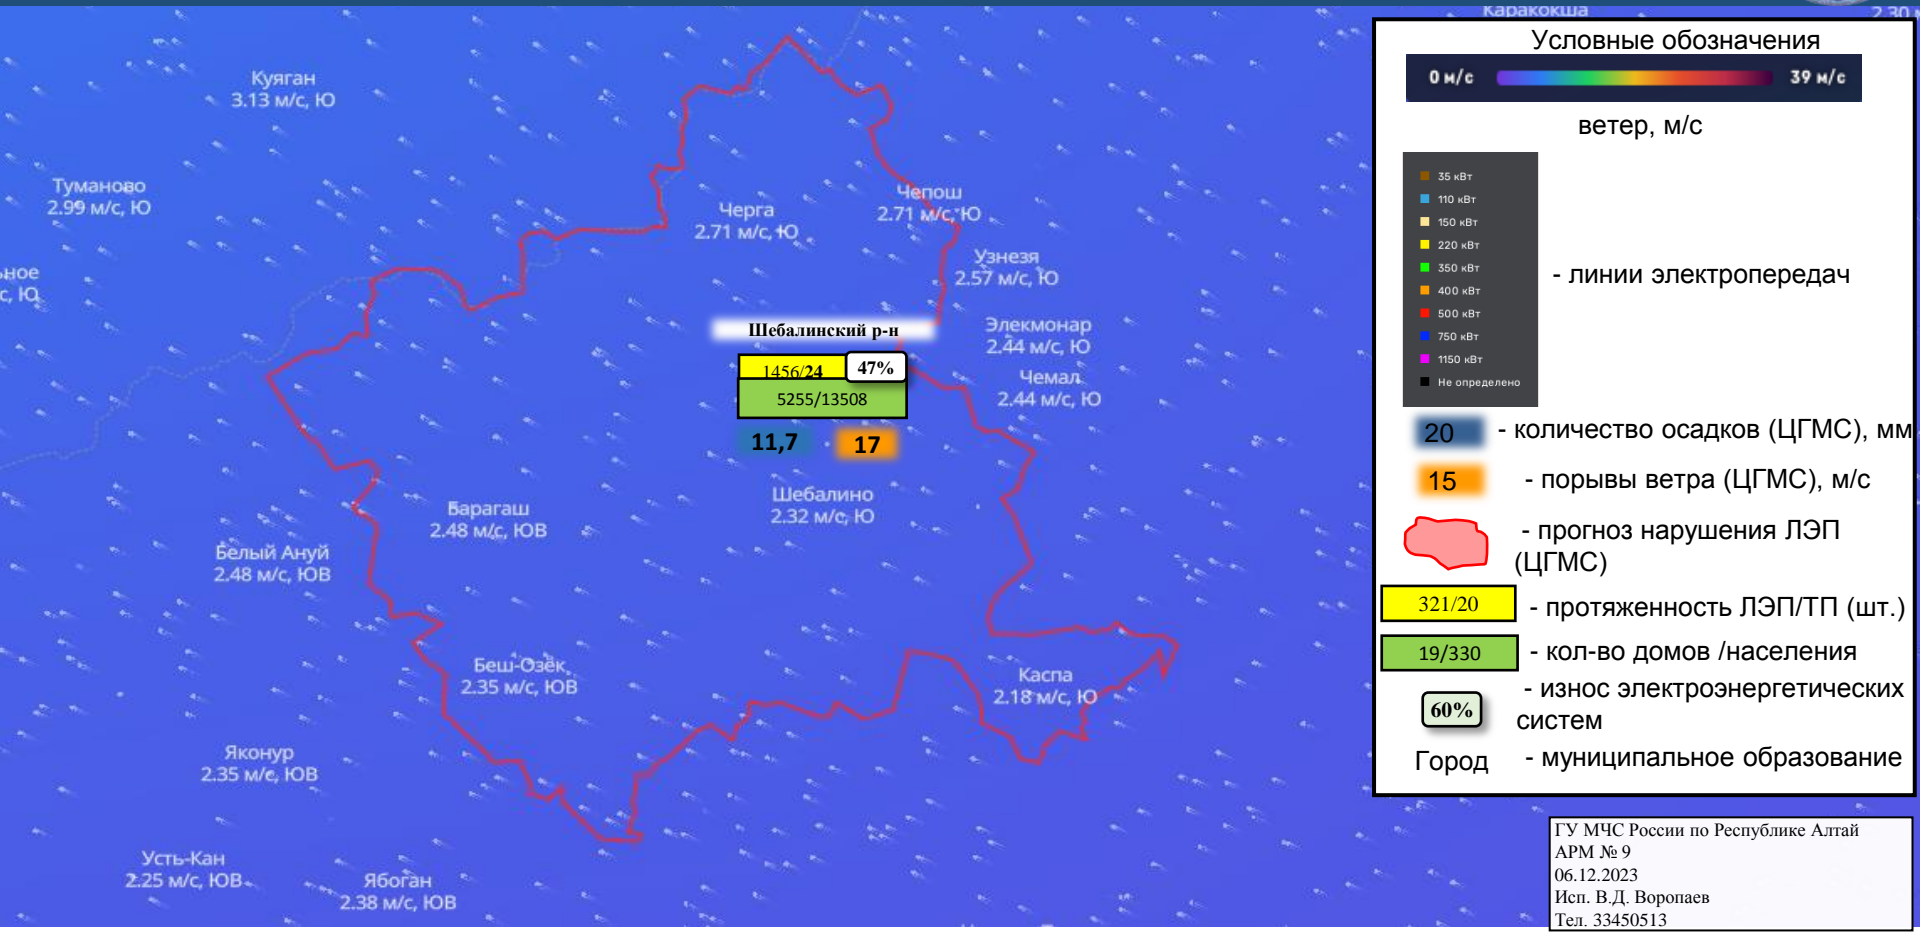 Каракокша
Куяган
3.13 м/с, Ю
Туманово
2.99 м/с, Ю
ьное
с, Ю
Черга
2.71 м/с, Ю
Чепош
2.71 м/с, Ю
Узнезя
2.57 м/с, Ю
Элекмонар
2.44 м/с, Ю
Чемал
2.44 м/с, Ю
Шебалинский р-н
1456/24
47%
5255/13508
11,7
17
Шебалино
2.32 м/с, Ю
Барагаш
2.48 м/с, ЮВ
Белый Ануй
2.48 м/с, ЮВ
Беш-Озёк
2.35 м/с, ЮВ
Каспа
2.18 м/с, Ю
Яконур
2.35 м/с, ЮВ
Усть-Кан
2.25 м/с, ЮВ
Ябоган
2.38 м/с, ЮВ
2.30 м
Условные обозначения
0 м/с
39 м/с
ветер, м/с
35 кВт
110 кВт
150 кВт
220 кВт
350 кВт
400 кВт
500 кВт
750 кВт
1150 кВт
Не определено
- линии электропередач
20 - количество осадков (ЦГМС), мм
15 - порывы ветра (ЦГМС), м/с
- прогноз нарушения ЛЭП
(ЦГМС)
321/20 - протяженность ЛЭП/ТП (шт.)
19/330 - кол-во домов /населения
60% - износ электроэнергетических
систем
Город - муниципальное образование
ГУ МЧС России по Республике Алтай
АРМ № 9
06.12.2023
Исп. В.Д. Воропаев
Тел. 33450513